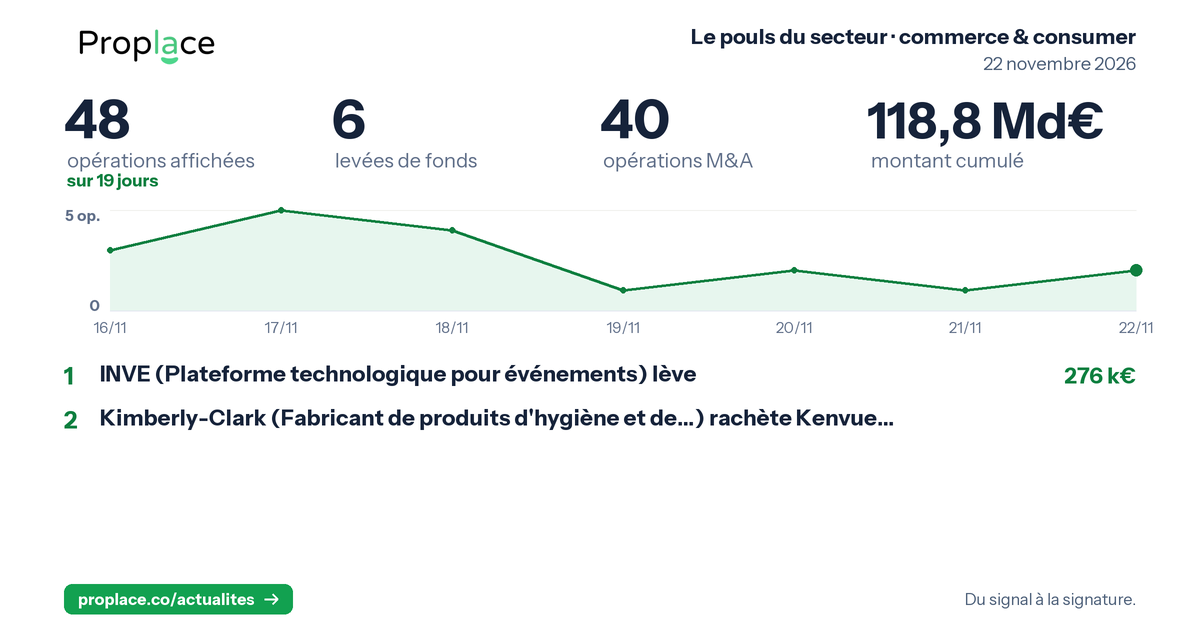 Proplace
Le pouls du secteur · commerce & consumer
22 novembre 2026
48
opérations affichées
sur 19 jours
6
levées de fonds
40
opérations M&A
118,8 Md€
montant cumulé
5 op.
0
16/11 17/11 18/11 19/11 20/11 21/11 22/11
1 INVE (Plateforme technologique pour événements) lève 276 k€
2 Kimberly-Clark (Fabricant de produits d'hygiène et de...) rachète Kenvue...
proplace.co/actualites →
Du signal à la signature.